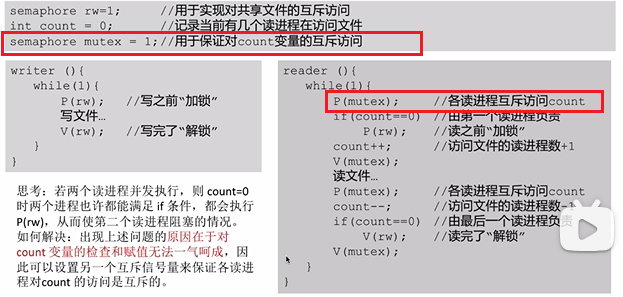 semaphore rw=1;      //用于实现对共享文件的互斥访问
int count = 0;       //记录当前有几个读进程在访问文件
semaphore mutex = 1;//用于保证对count变量的互斥访问
writer (){
while(1){
P(rw);   //写之前“加锁”
写文件…
V(rw);   //写完了“解锁”
}
}
思考：若两个读进程并发执行，则 count=0
时两个进程也许都能满足 if 条件，都会执行
P(rw)，从而使第二个读进程阻塞的情况。
如何解决：出现上述问题的原因在于对
count 变量的检查和赋值无法一气呵成，因
此可以设置另一个互斥信号量来保证各读进
程对count 的访问是互斥的。
reader (){
while(1){
P(mutex);    //各读进程互斥访问count
if(count==0) //由第一个读进程负责
P(rw);   //读之前“加锁”
count++;     //访问文件的读进程数+1
V(mutex);
读文件…
P(mutex);    //各读进程互斥访问count
count--;     //访问文件的读进程数-1
if(count==0) //由最后一个读进程负责
V(rw);   //读完了“解锁”
V(mutex);
}
}